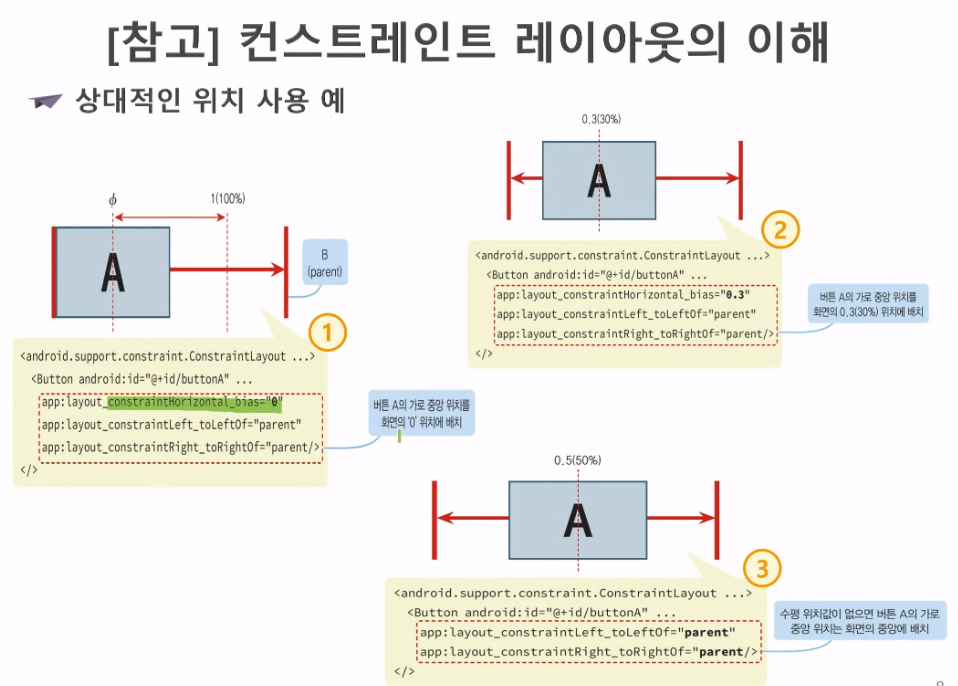 [참고] 컨스트레인트 레이아웃의 이해
상대적인 위치 사용 예
ϕ
1(100%)
A
B
(parent)
1
<android.support.constraint.ConstraintLayout ...>
<Button android:id="@+id/buttonA" ...
app:layout_constraintHorizontal_bias="0"
app:layout_constraintLeft_toLeftOf="parent"
app:layout_constraintRight_toRightOf="parent/>
</>
버튼 A의 가로 중앙 위치를
화면의 '0' 위치에 배치
0.3(30%)
A
2
<android.support.constraint.ConstraintLayout ...>
<Button android:id="@+id/buttonA" ...
app:layout_constraintHorizontal_bias="0.3"
app:layout_constraintLeft_toLeftOf="parent"
app:layout_constraintRight_toRightOf="parent/>
</>
버튼 A의 가로 중앙 위치를
화면의 0.3(30%) 위치에 배치
0.5(50%)
A
3
<android.support.constraint.ConstraintLayout ...>
<Button android:id="@+id/buttonA" ...
app:layout_constraintLeft_toLeftOf="parent"
app:layout_constraintRight_toRightOf="parent/>
</>
수평 위치값이 없으면 버튼 A의 가로
중앙 위치는 화면의 중앙에 배치